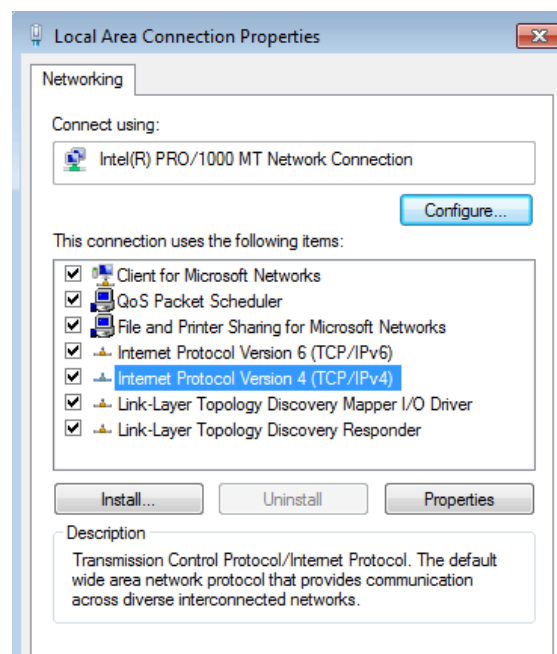 Local Area Connection Properties
Networking
Connect using:
Intel(R) PRO/1000 MT Network Connection
Configure...
This connection uses the following items:
Client for Microsoft Networks
QoS Packet Scheduler
File and Printer Sharing for Microsoft Networks
Internet Protocol Version 6 (TCP/IPv6)
Internet Protocol Version 4 (TCP/IPv4)
Link-Layer Topology Discovery Mapper I/O Driver
Link-Layer Topology Discovery Responder
Install...
Uninstall
Properties
Description
Transmission Control Protocol/Internet Protocol. The default
wide area network protocol that provides communication
across diverse interconnected networks.